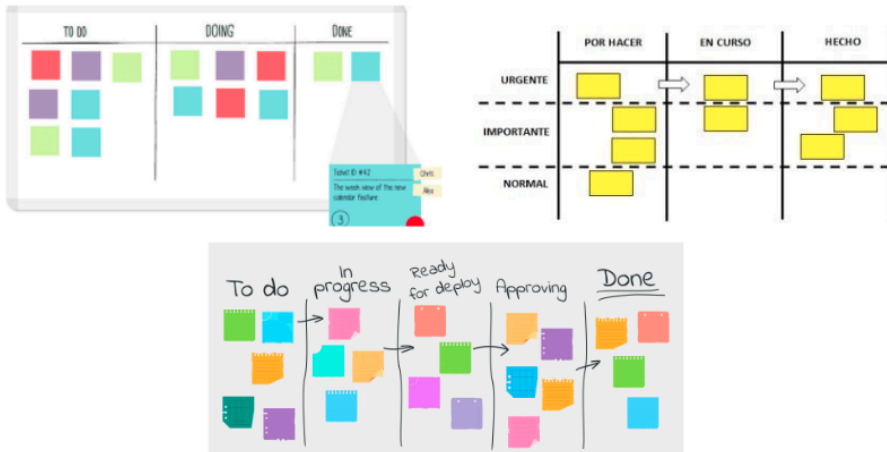 TO DO
DOING
DONE
Ticket ID #42
Chris
Alex
The week view of the new
calendar feature
3
POR HACER
EN CURSO
HECHO
URGENTE
IMPORTANTE
NORMAL
To do
In
progress
Ready
for deploy
Approving
Done